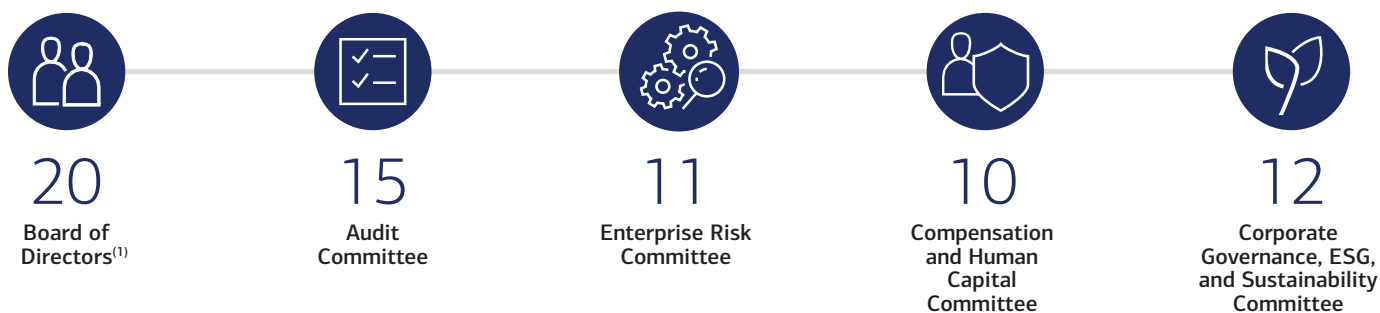 20
Board of
Directors(1)
15
Audit
Committee
11
Enterprise Risk
Committee
10
Compensation
and Human
Capital
Committee
12
Corporate
Governance, ESG,
and Sustainability
Committee